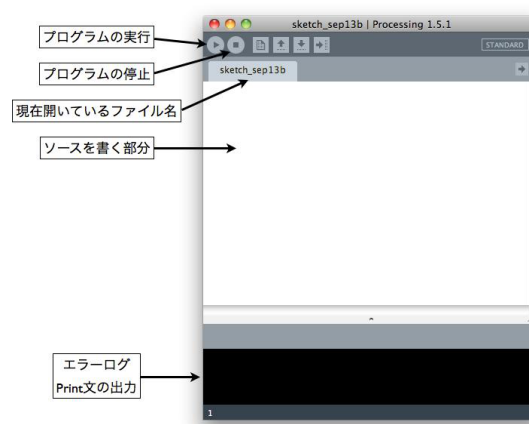 sketch_sep13b | Processing 1.5.1
プログラムの実行
STANDARD
プログラムの停止
sketch_sep13b
現在開いているファイル名
ソースを書く部分
エラーログ
Print文の出力
1